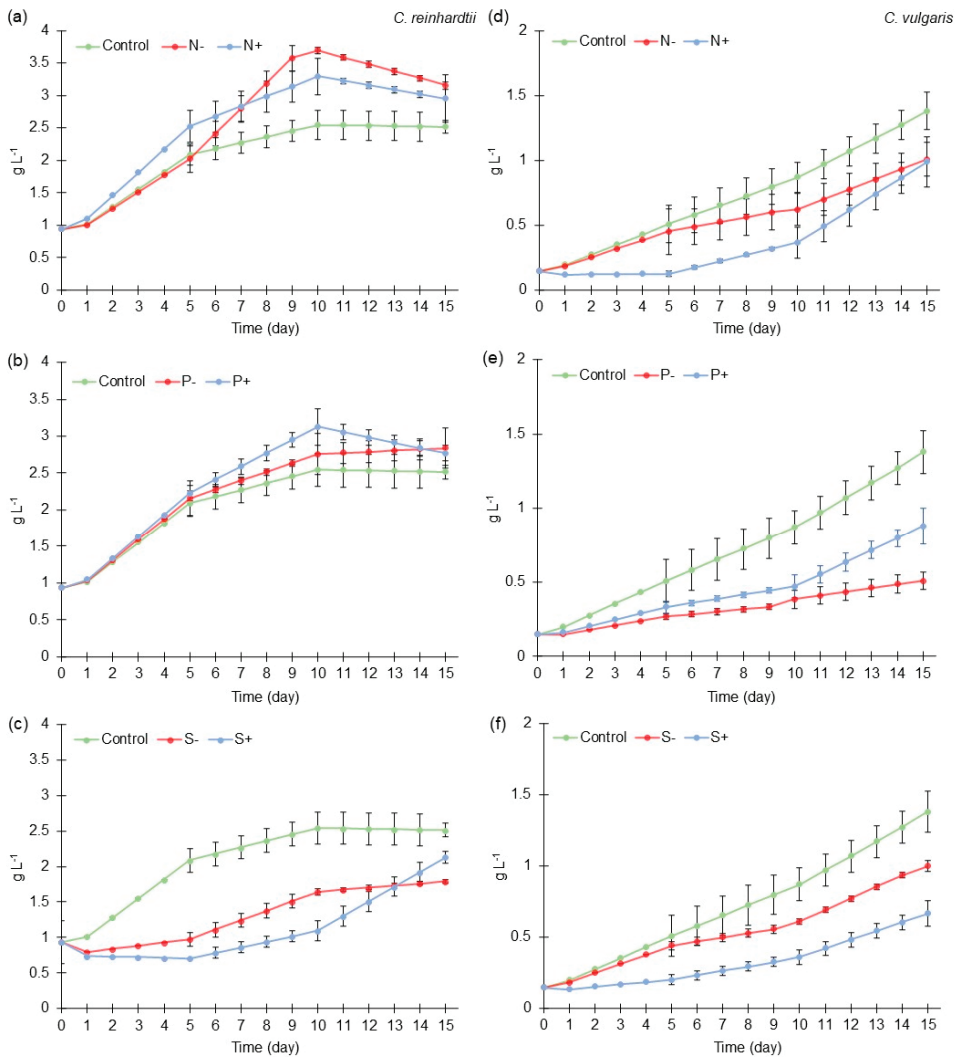 (a)
C. reinhardtii
Control N- N+
4
3.5
3
2.5
2
1.5
1
0.5
0
g L-1
0 1 2 3 4 5 6 7 8 9 10 11 12 13 14 15
Time (day)
(d)
C. vulgaris
Control N- N+
2
1.5
1
0.5
0
g L-1
0 1 2 3 4 5 6 7 8 9 10 11 12 13 14 15
Time (day)
(b)
Control P- P+
4
3.5
3
2.5
2
1.5
1
0.5
0
g L-1
0 1 2 3 4 5 6 7 8 9 10 11 12 13 14 15
Time (day)
(e)
Control P- P+
2
1.5
1
0.5
0
g L-1
0 1 2 3 4 5 6 7 8 9 10 11 12 13 14 15
Time (day)
(c)
Control S- S+
4
3.5
3
2.5
2
1.5
1
0.5
0
g L-1
0 1 2 3 4 5 6 7 8 9 10 11 12 13 14 15
Time (day)
(f)
Control S- S+
2
1.5
1
0.5
0
g L-1
0 1 2 3 4 5 6 7 8 9 10 11 12 13 14 15
Time (day)